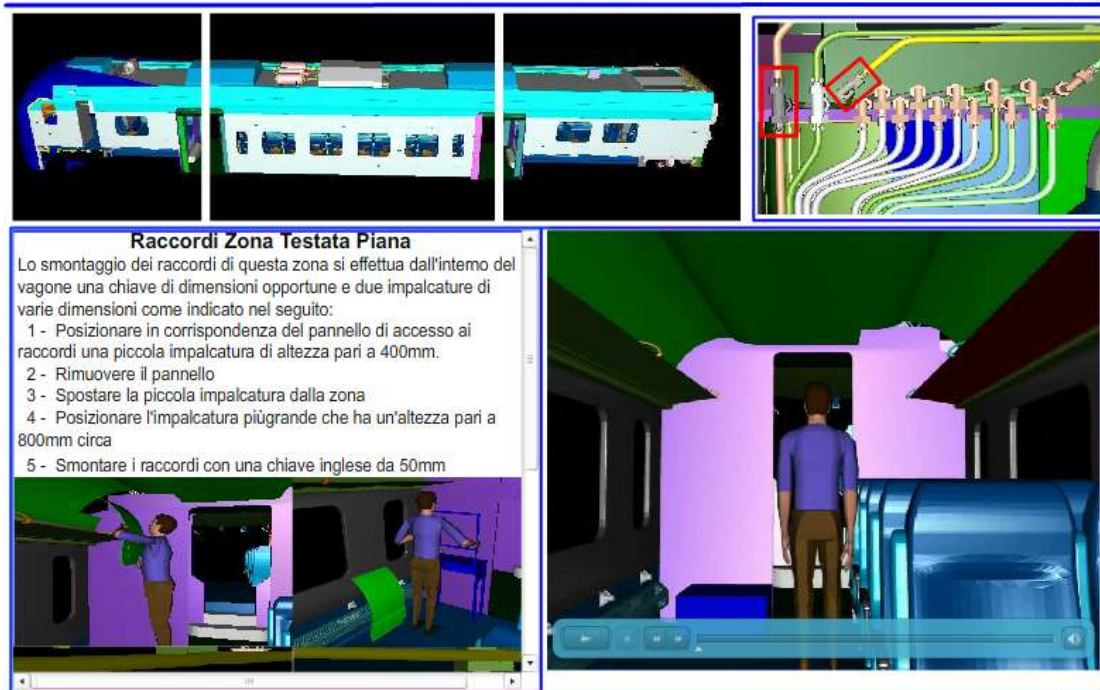 Raccordi Zona Testata Piana
Lo smontaggio dei raccordi di questa zona si effettua dall'interno del
vagone una chiave di dimensioni opportune e due impalcature di
varie dimensioni come indicato nel seguito:
1 - Posizionare in corrispondenza del pannello di accesso ai
raccordi una piccola impalcatura di altezza pari a 400mm.
2 - Rimuovere il pannello
3 - Spostare la piccola impalcatura dalla zona
4 - Posizionare l'impalcatura piùgrande che ha un'altezza pari a
800mm circa
5 - Smontare i raccordi con una chiave inglese da 50mm